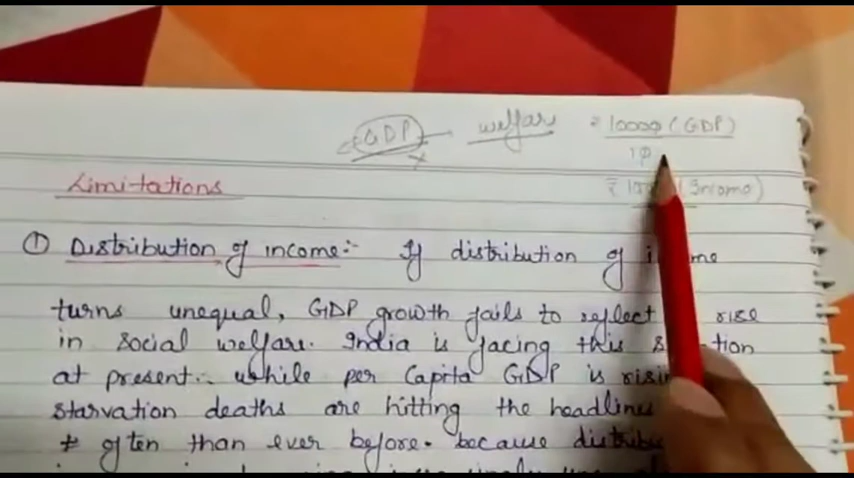 GDP welfare = 10000 (GDP)
10
Limitations ₹ (Income)
① Distribution of income:- If distribution of
turns unequal, GDP growth fails to reflect rise
in social welfare. India is facing this
at present:. while per Capita GDP is
starvation deaths are hitting the
often than ever before. because